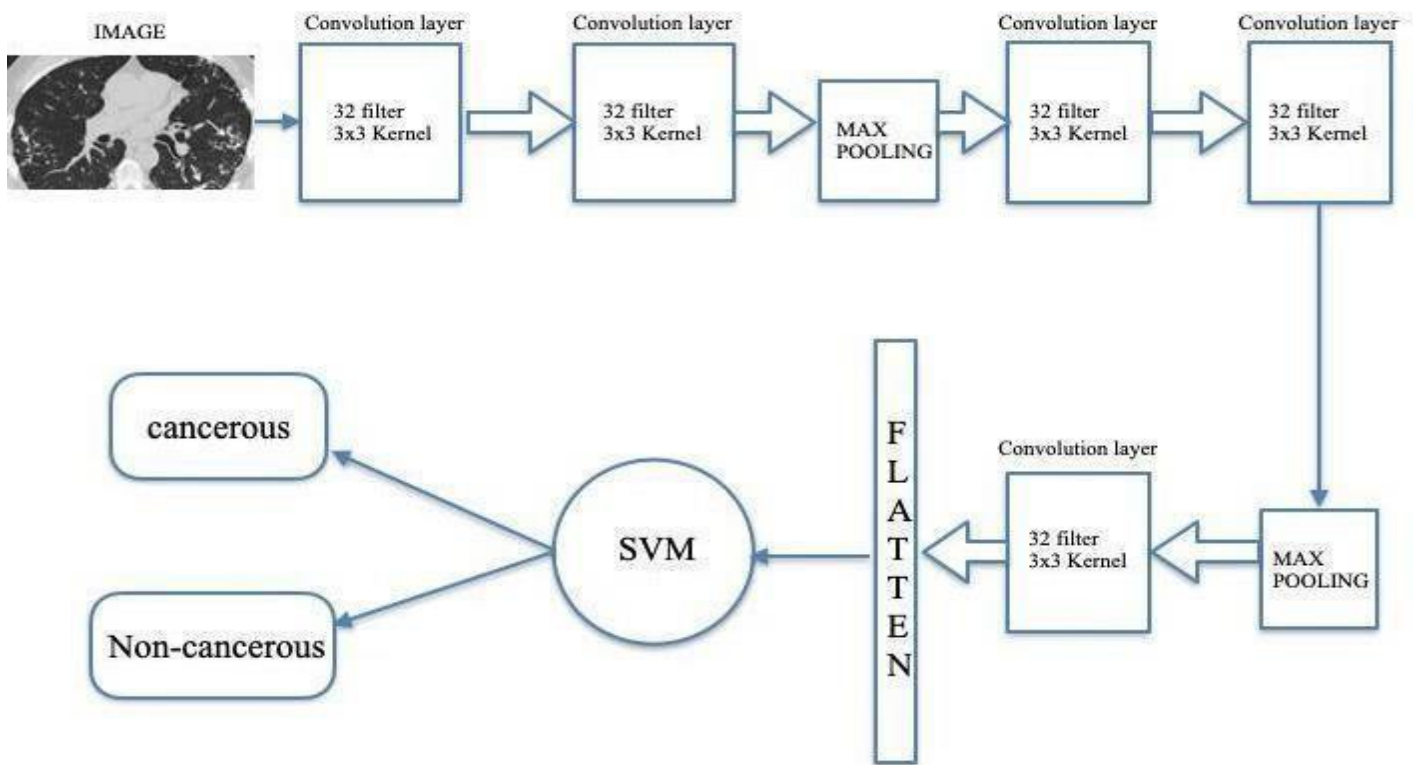 IMAGE
Convolution layer
32 filter
3x3 Kernel
Convolution layer
32 filter
3x3 Kernel
MAX
POOLING
Convolution layer
32 filter
3x3 Kernel
Convolution layer
32 filter
3x3 Kernel
MAX
POOLING
Convolution layer
32 filter
3x3 Kernel
FLATTEN
SVM
cancerous
Non-cancerous